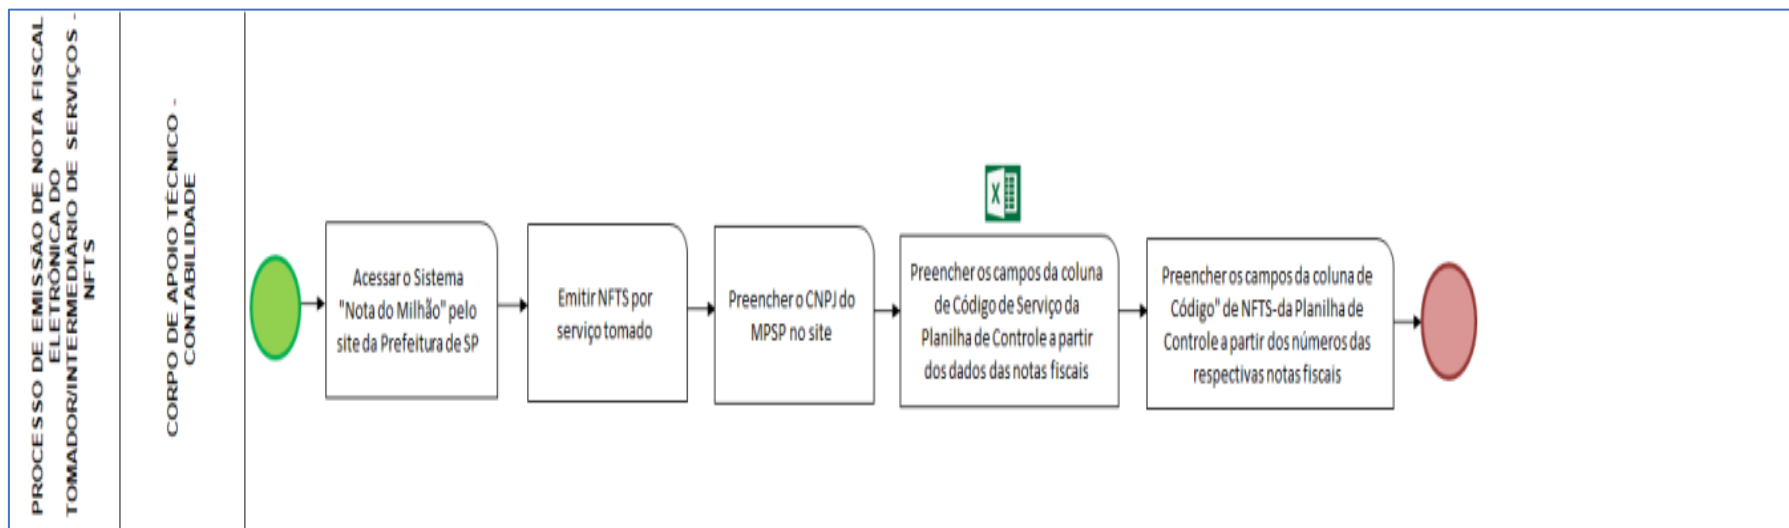 PROCESSO DE EMISSÃO DE NOTA FISCAL
ELETRÔNICA DO
TOMADOR/INTERMEDIÁRIO DE SERVIÇOS -
NFTS
CORPO DE APOIO TÉCNICO -
CONTABILIDADE
Acessar o Sistema
"Nota do Milhão" pelo
site da Prefeitura de SP
Emitir NFTS por
serviço tomado
Preencher o CNPJ do
MPSP no site
X
Preencher os campos da coluna
de Código de Serviço da
Planilha de Controle a partir
dos dados das notas fiscais
Preencher os campos da coluna de
Código" de NFTS-da Planilha de
Controle a partir dos números das
respectivas notas fiscais